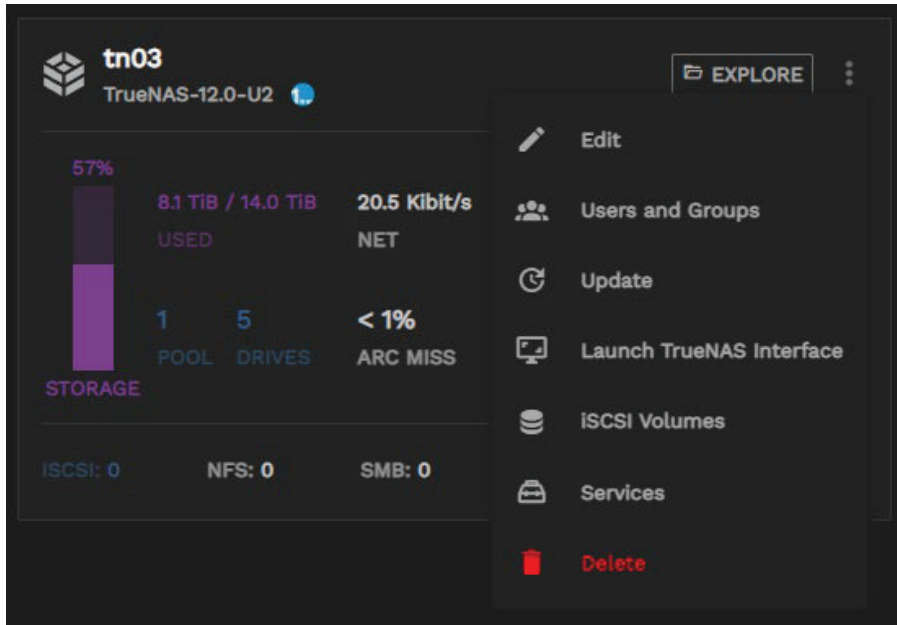 tn03
TrueNAS-12.0-U2 1...
EXPLORE
57%
8.1 TiB / 14.0 TiB
USED
20.5 Kibit/s
NET
1
POOL
5
DRIVES
< 1%
ARC MISS
STORAGE
ISCSI: 0
NFS: 0
SMB: 0
Edit
Users and Groups
Update
Launch TrueNAS Interface
iSCSI Volumes
Services
Delete